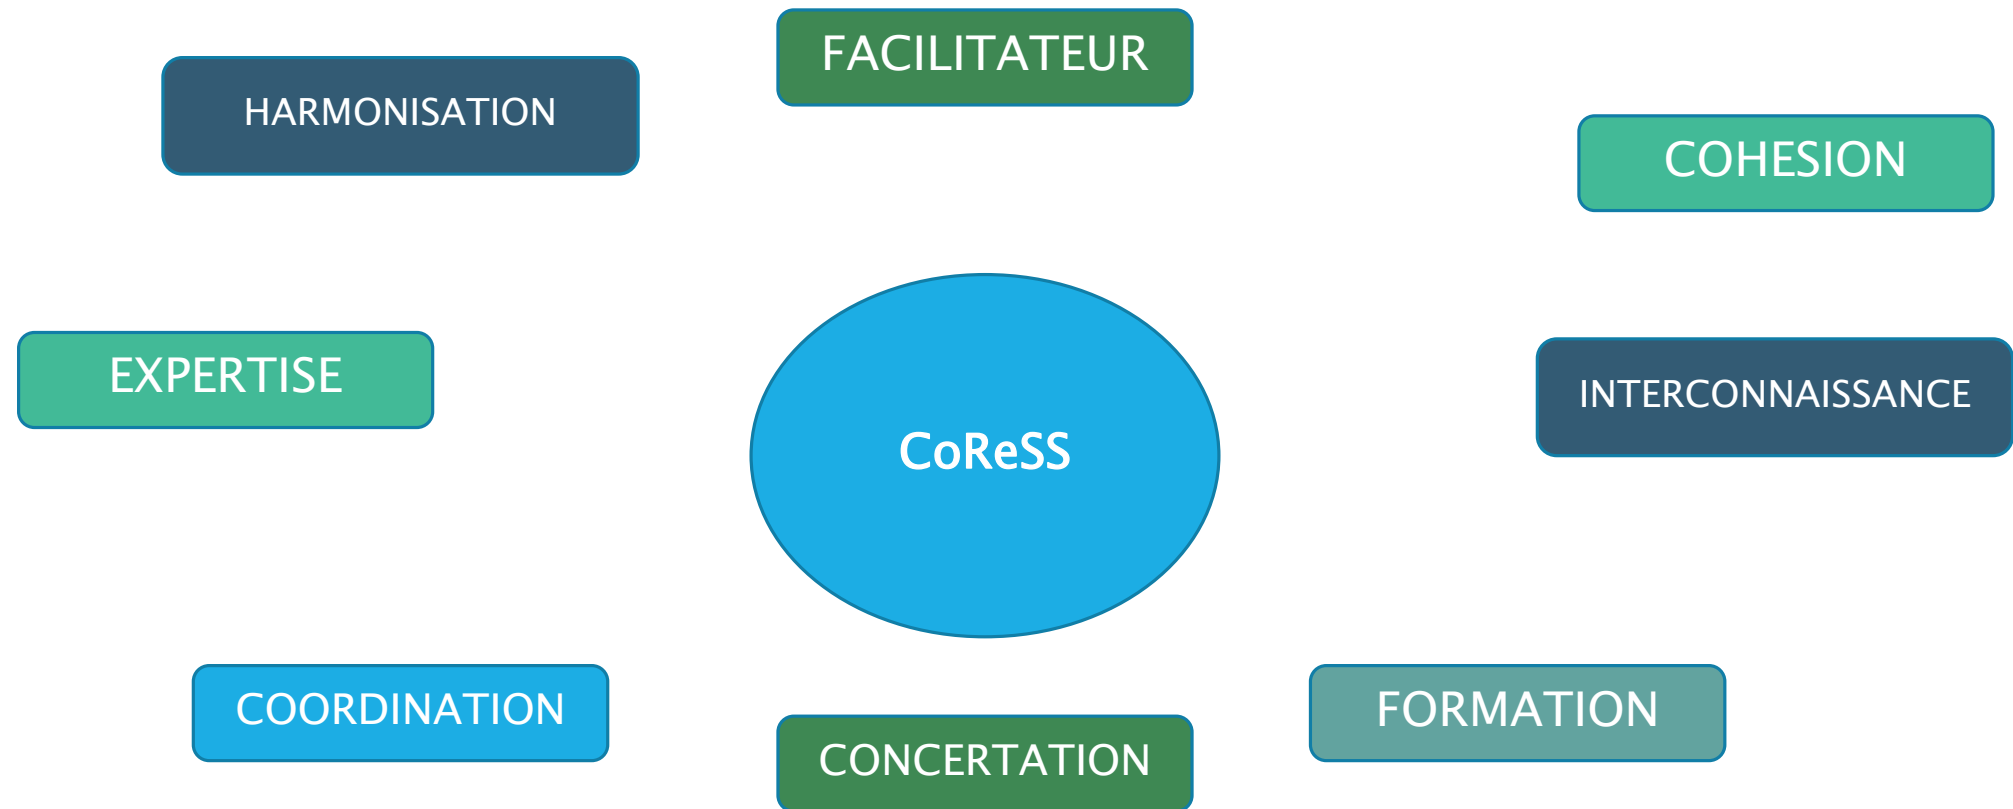 FACILITATEUR
HARMONISATION
COHESION
EXPERTISE
INTERCONNAISSANCE
CoReSS
COORDINATION
FORMATION
CONCERTATION